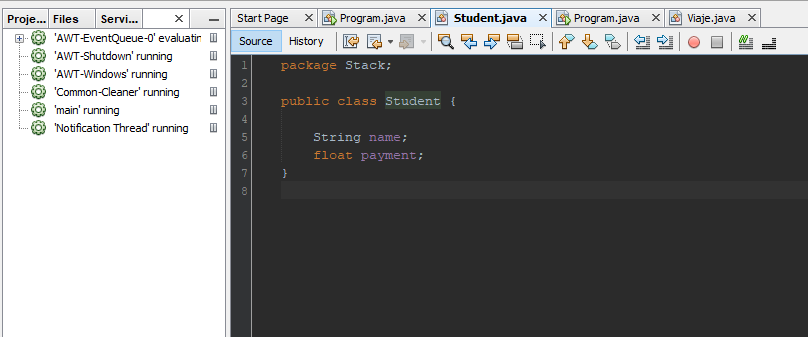 Proje...
Files
Servi...
'AWT-EventQueue-0' evaluatin
'AWT-Shutdown' running
'AWT-Windows' running
'Common-Cleaner' running
'main' running
'Notification Thread' running
Start Page
Program.java
Student.java
Program.java
Viaje.java
Source
History
1 package Stack;
2
3 public class Student {
4
5 String name;
6 float payment;
7 }
8